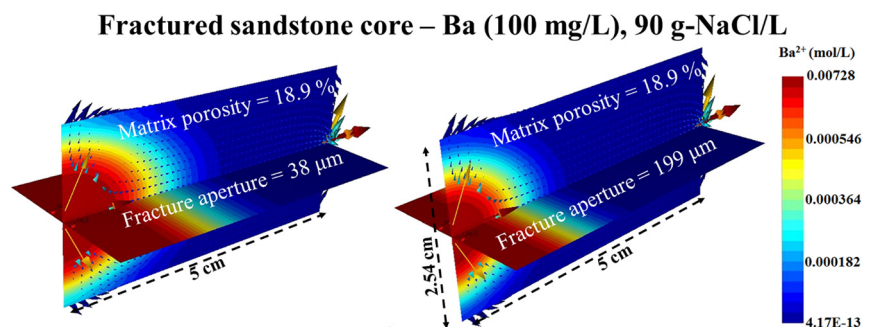 Fractured sandstone core – Ba (100 mg/L), 90 g-NaCl/L
Matrix porosity = 18.9 %
Fracture aperture = 38 µm
5 cm
Matrix porosity = 18.9 %
Fracture aperture = 199 µm
2.54 cm
5 cm
Ba²⁺ (mol/L)
0.00728
0.000546
0.000364
0.000182
4.17E-13